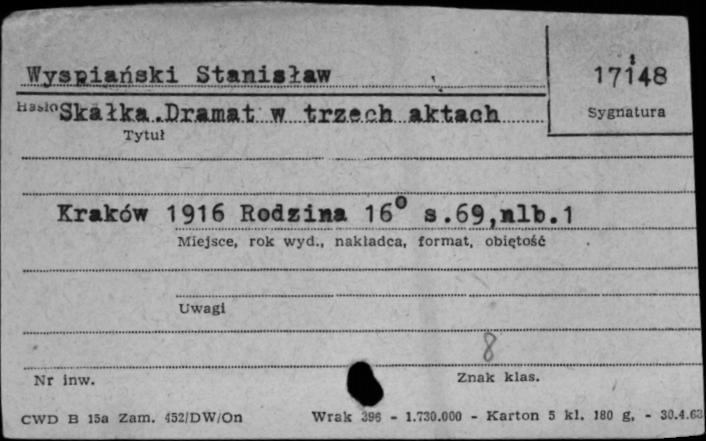 Wyspiański Stanisław
17148
Hasło Skałka.Dramat w trzech aktach
Sygnatura
Tytuł
Kraków 1916 Rodzina 16° s.69,nlb.1
Miejsce, rok wyd., nakładca, format, obiętość
Uwagi
8
Nr inw.
Znak klas.
CWD B 15a Zam. 452/DW/On Wrak 396 - 1.730.000 - Karton 5 kl. 180 g. - 30.4.63